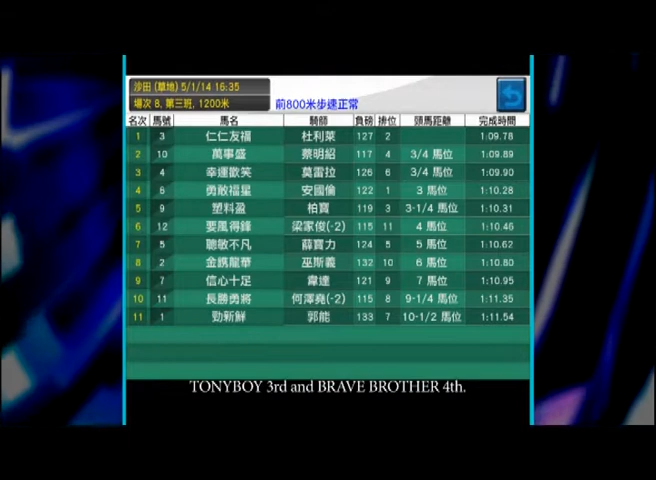 沙田 (草地) 5/1/14 16:35
場次 8, 第三班, 1200米
前800米步速正常
名次 馬號 馬名 騎師 負磅 排位 頭馬距離 完成時間
1 3 仁仁友福 杜利萊 127 2 1:09.78
2 10 萬事盛 蔡明紹 117 4 3/4 馬位 1:09.89
3 4 幸運歡笑 莫雷拉 126 6 3/4 馬位 1:09.90
4 6 勇敢福星 安國倫 122 1 3 馬位 1:10.28
5 9 塑料盈 柏寶 119 3 3-1/4 馬位 1:10.31
6 12 要風得鋒 梁家俊(-2) 115 11 4 馬位 1:10.46
7 5 聰敏不凡 薛寶力 124 5 5 馬位 1:10.62
8 2 金鐫龍華 巫斯義 132 10 6 馬位 1:10.80
9 7 信心十足 韋達 121 9 7 馬位 1:10.95
10 11 長勝勇將 何澤堯(-2) 115 8 9-1/4 馬位 1:11.35
11 1 勁新鮮 郭能 133 7 10-1/2 馬位 1:11.54
TONYBOY 3rd and BRAVE BROTHER 4th.